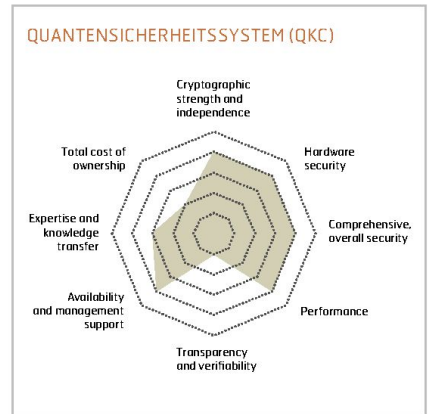 QUANTENSICHERHEITSSYSTEM (QKC)
Cryptographic
strength and
independence
Total cost of
ownership
Hardware
security
Expertise and
knowledge
transfer
Comprehensive,
overall security
Availability
and management
support
Performance
Transparency
and verifiability